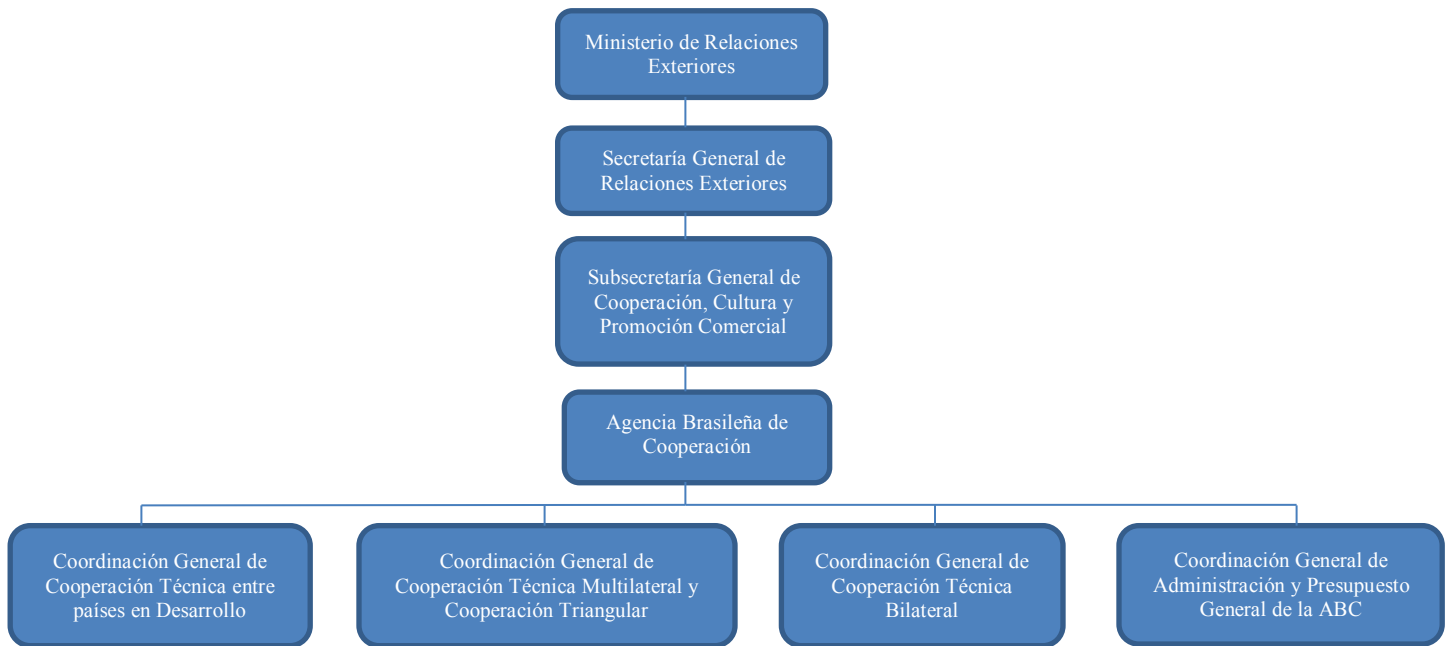 Ministerio de Relaciones
Exteriores
Secretaría General de
Relaciones Exteriores
Subsecretaría General de
Cooperación, Cultura y
Promoción Comercial
Agencia Brasileña de
Cooperación
Coordinación General de
Cooperación Técnica entre
países en Desarrollo
Coordinación General de
Cooperación Técnica Multilateral y
Cooperación Triangular
Coordinación General de
Cooperación Técnica
Bilateral
Coordinación General de
Administración y Presupuesto
General de la ABC